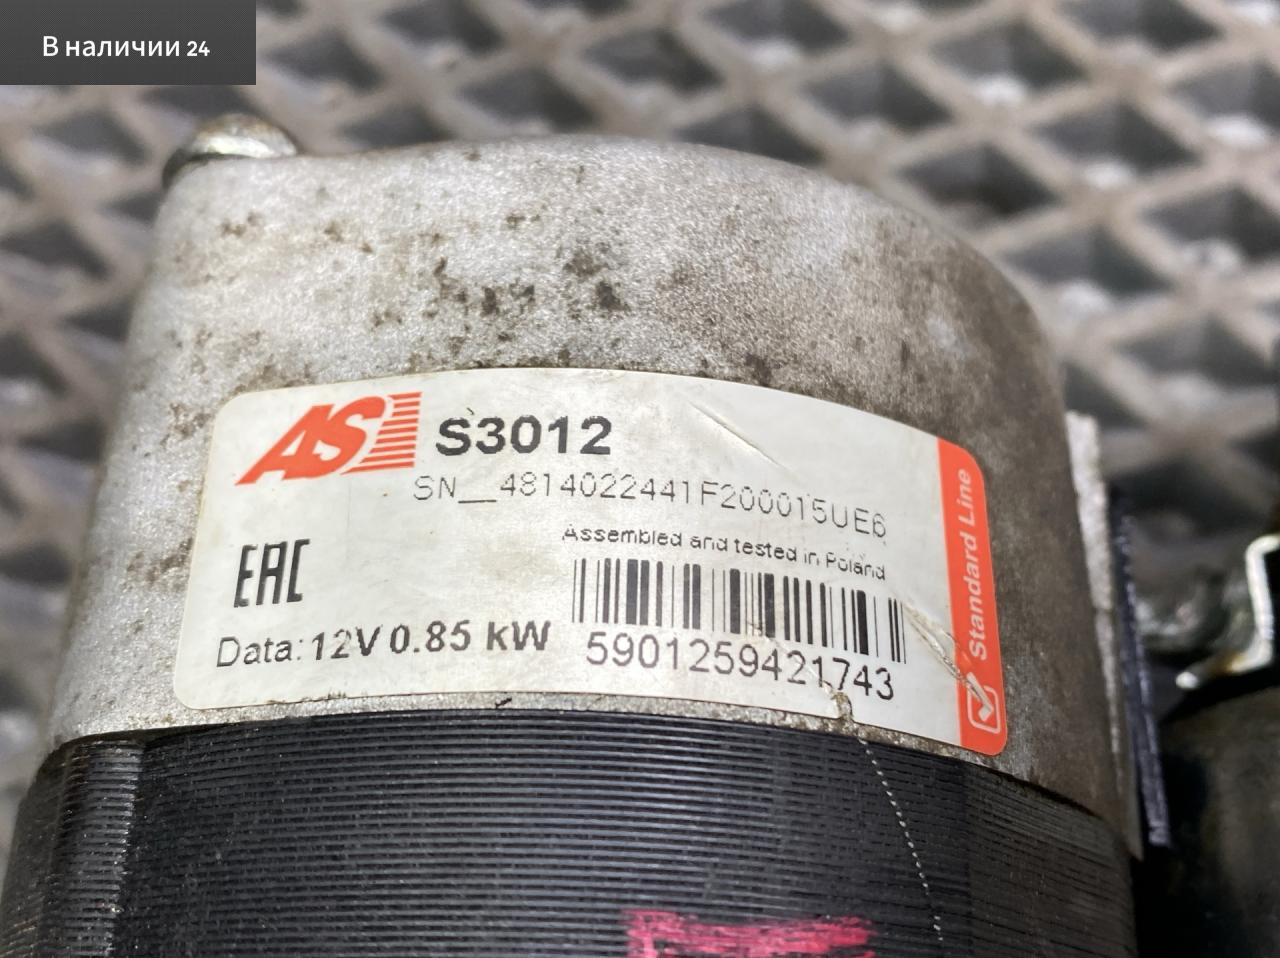 В наличии 24
AS
S3012
SN__4814022441F200015UE6
Assembled and tested in Poland
EAC
Data: 12V 0.85 kW
5901259421743
Standard Line